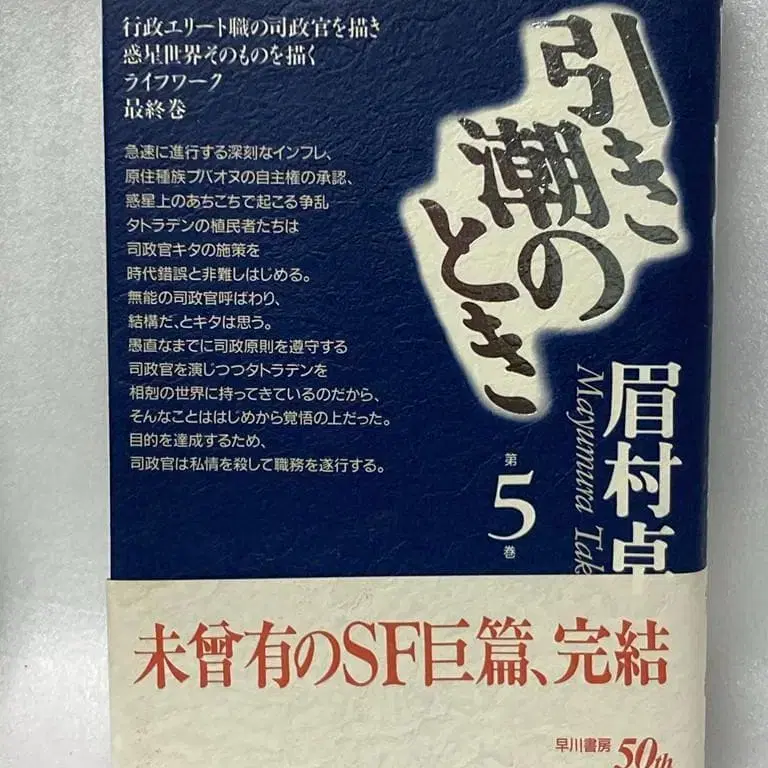 行政エリート職の司政官を描き
惑星世界そのものを描く
ライフワーク
最終巻
急速に進行する深刻なインフレ、
原住種族プバオヌの自主権の承認、
惑星上のあちこちで起こる争乱
タトラデンの植民者たちは
司政官キタの施策を
時代錯誤と非難しはじめる。
無能の司政官呼ばわり、
結構だ、とキタは思う。
愚直なまでに司政原則を遵守する
司政官を演じつつタトラデンを
相剋の世界に持ってきているのだから、
そんなことははじめから覚悟の上だった。
目的を達成するため、
司政官は私情を殺して職務を遂行する。
引き
潮の
とき
第
5
巻
眉村卓
Mayumura Tak
未曾有のSF巨篇、完結
早川書房 50th